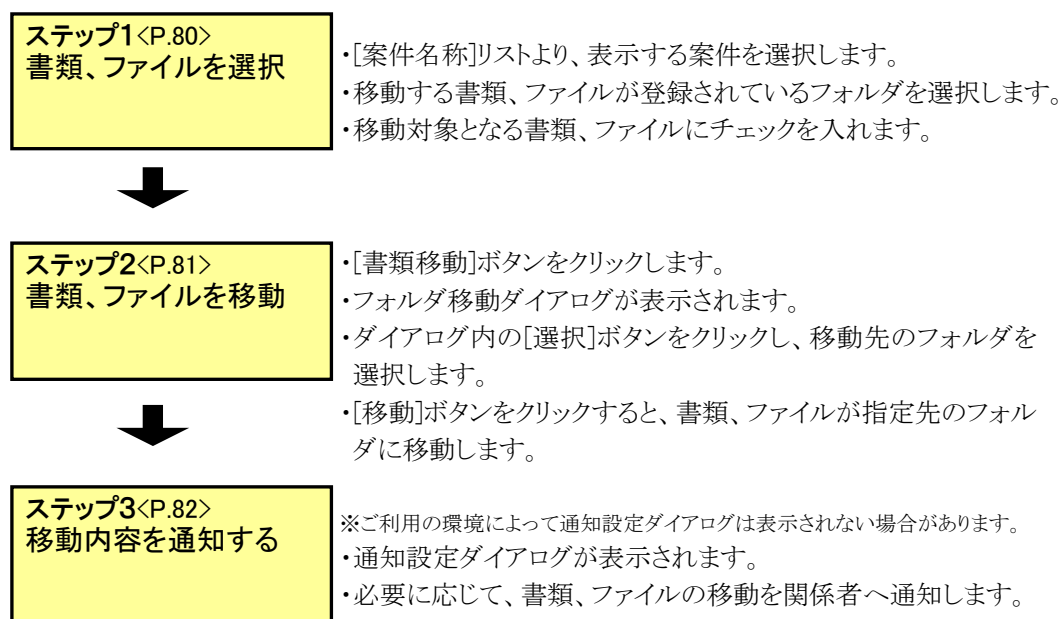 ステップ1<P.80>
書類、ファイルを選択
・[案件名称]リストより、表示する案件を選択します。
・移動する書類、ファイルが登録されているフォルダを選択します。
・移動対象となる書類、ファイルにチェックを入れます。
ステップ2<P.81>
書類、ファイルを移動
・[書類移動]ボタンをクリックします。
・フォルダ移動ダイアログが表示されます。
・ダイアログ内の[選択]ボタンをクリックし、移動先のフォルダを
選択します。
・[移動]ボタンをクリックすると、書類、ファイルが指定先のフォル
ダに移動します。
ステップ3<P.82>
移動内容を通知する
※ご利用の環境によって通知設定ダイアログは表示されない場合があります。
・通知設定ダイアログが表示されます。
・必要に応じて、書類、ファイルの移動を関係者へ通知します。